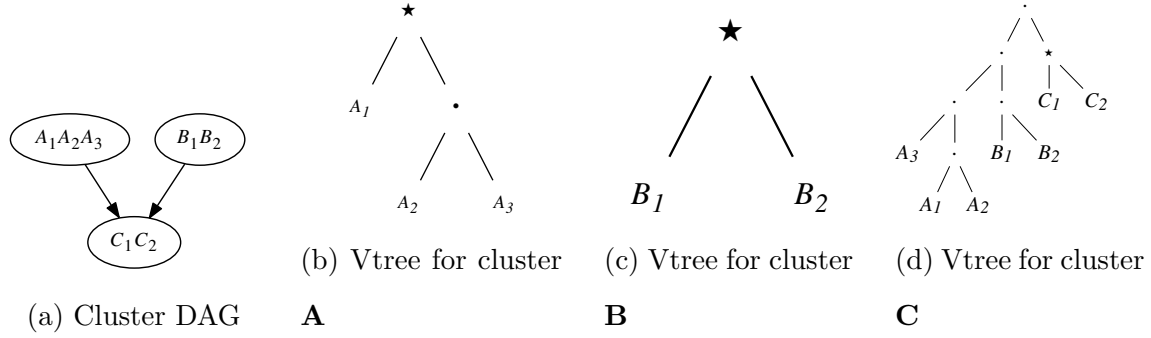 A₁A₂A₃
B₁B₂
C₁C₂
(a) Cluster DAG
★
A₁
•
A₂ A₃
(b) Vtree for cluster
A
★
B₁ B₂
(c) Vtree for cluster
B
★
C₁ C₂
A₃ B₁ B₂
A₁ A₂
(d) Vtree for cluster
C